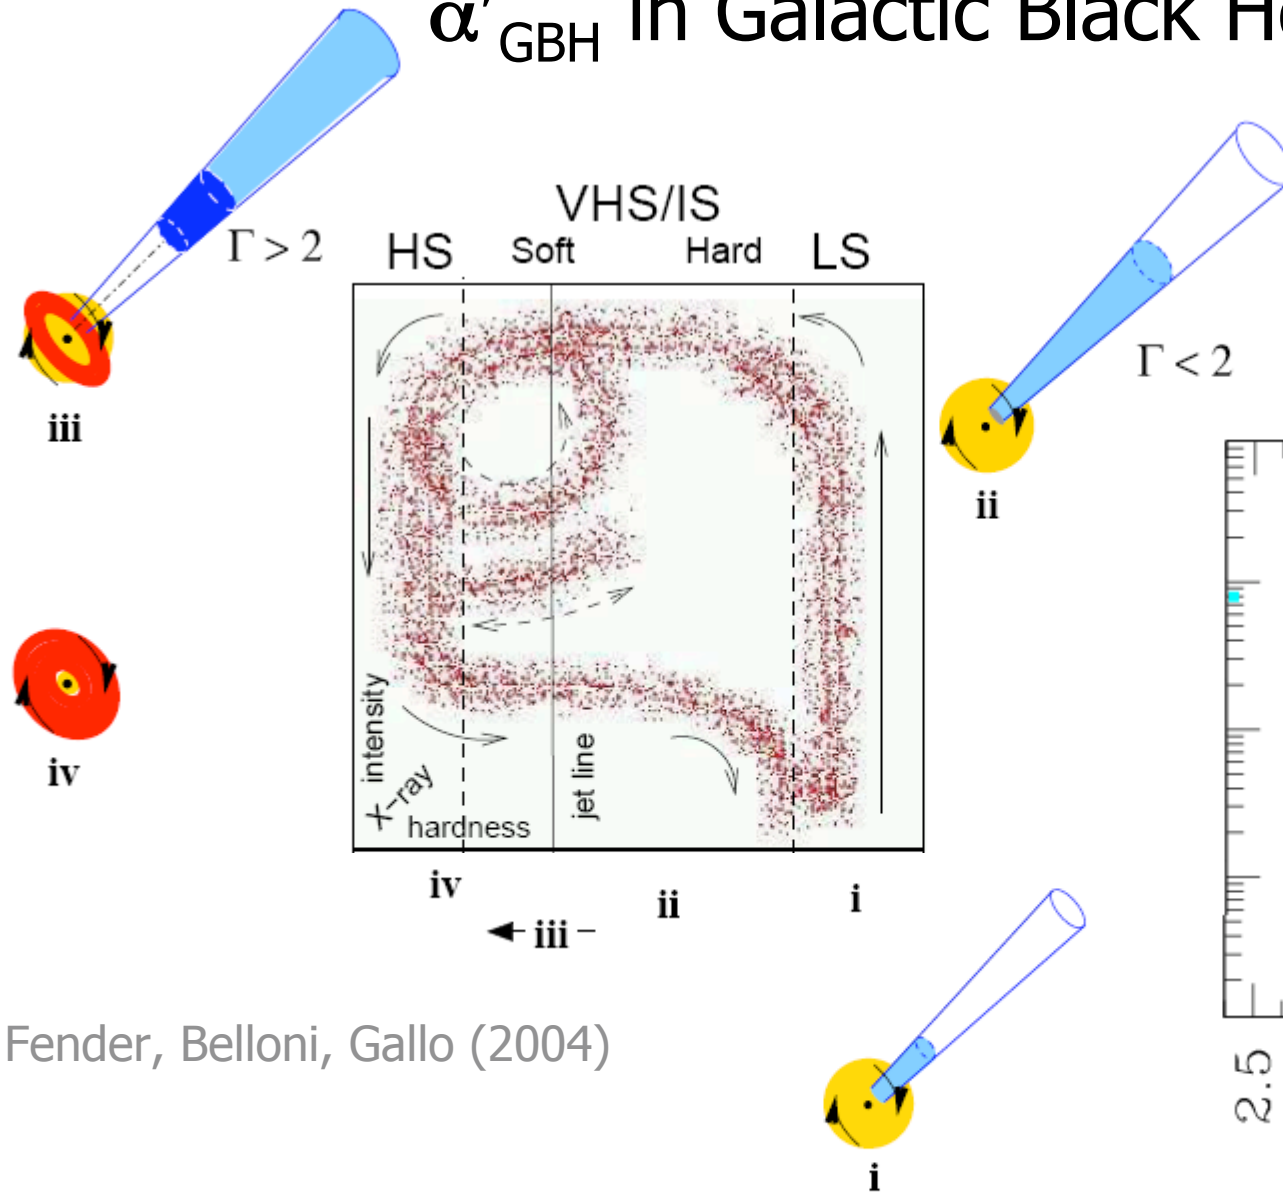 α′GBH in Galactic Black
VHS/IS
HS Soft Hard LS
Γ > 2
Γ < 2
iii
ii
iv
intensity
X-ray
hardness
jet line
iv
ii
i
iii
Fender, Belloni, Gallo (2004)
i
2.5